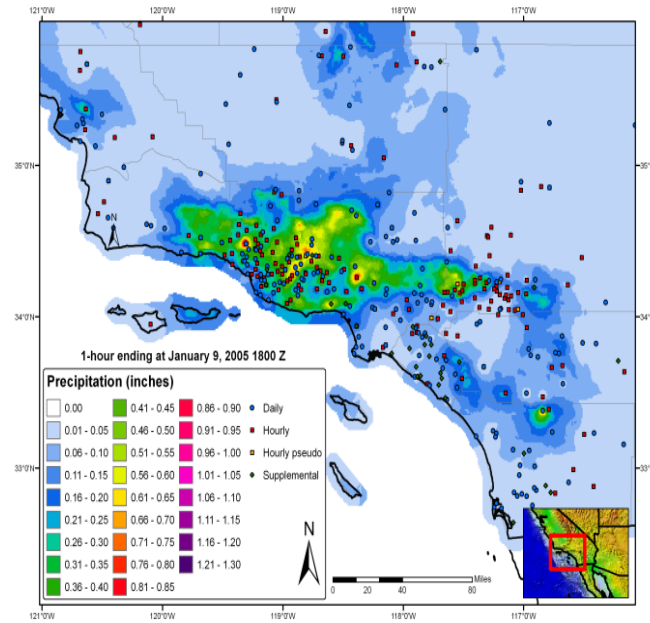 121°0'W 120°0'W 119°0'W 118°0'W 117°0'W
35°0'N
35°0'N
N
34°0'N
34°0'N
1-hour ending at January 9, 2005 1800 Z
Precipitation (inches)
0.00 0.41 - 0.45 0.86 - 0.90 Daily
0.01 - 0.05 0.46 - 0.50 0.91 - 0.95 Hourly
0.06 - 0.10 0.51 - 0.55 0.96 - 1.00 Hourly pseudo
0.11 - 0.15 0.56 - 0.60 1.01 - 1.05 Supplemental
0.16 - 0.20 0.61 - 0.65 1.06 - 1.10
0.21 - 0.25 0.66 - 0.70 1.11 - 1.15
0.26 - 0.30 0.71 - 0.75 1.16 - 1.20
0.31 - 0.35 0.76 - 0.80 1.21 - 1.30
0.36 - 0.40 0.81 - 0.85
33°0'N
33°0'N
N
Miles
0 10 20 40 60 80
121°0'W 120°0'W 119°0'W 118°0'W 117°0'W